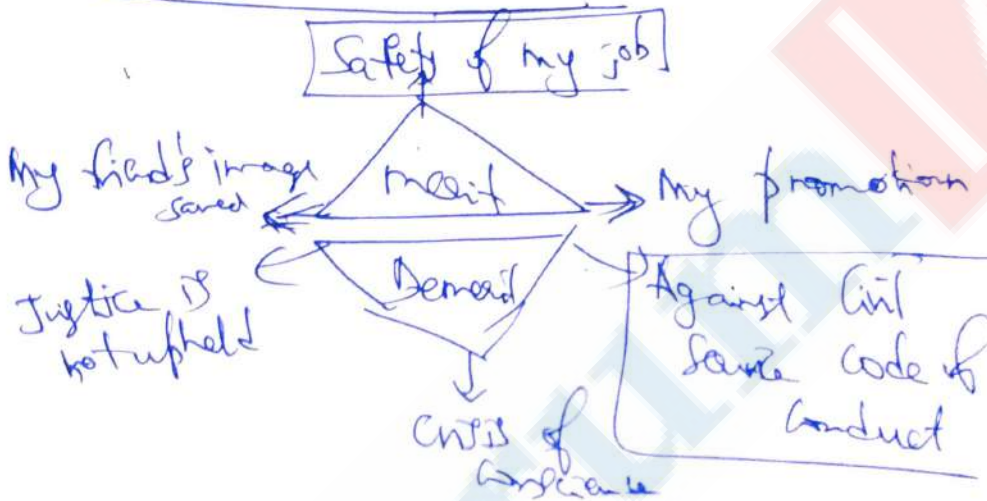 Safety of my job
My friend's image
saved
merit
My promotion
Justice is
not upheld
Demerit
Against Civil
Service Code of
Conduct
Crisis of
conscience